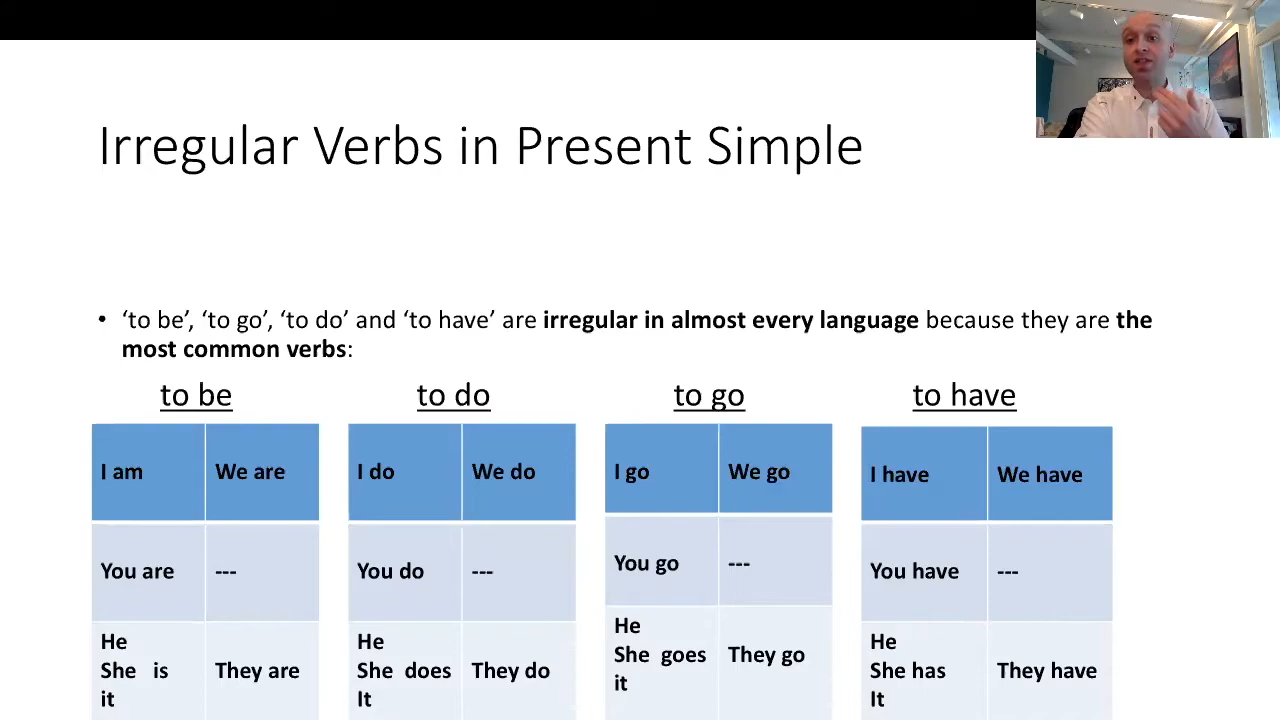 Irregular Verbs in Present Simple
• ‘to be’, ‘to go’, ‘to do’ and ‘to have’ are irregular in almost every language because they are the
most common verbs:
to be
I am We are
You are ---
He
She is They are
it
to do
I do We do
You do ---
He
She does They do
It
to go
I go We go
You go ---
He
She goes They go
it
to have
I have We have
You have ---
He
She has They have
It